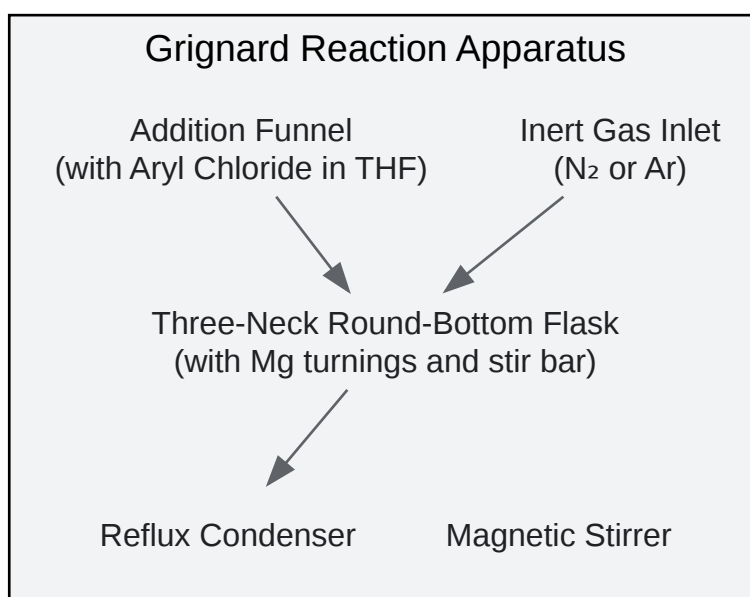 Grignard Reaction Apparatus
Addition Funnel
(with Aryl Chloride in THF)
Inert Gas Inlet
(N₂ or Ar)
Three-Neck Round-Bottom Flask
(with Mg turnings and stir bar)
Reflux Condenser
Magnetic Stirrer